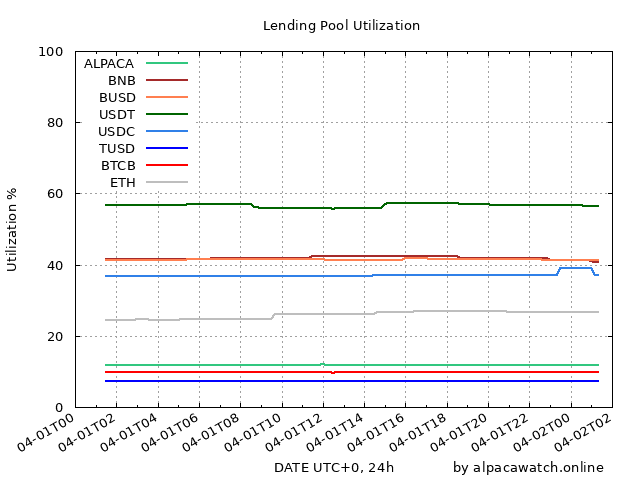 Lending Pool Utilization
100
80
60
40
20
0
Utilization %
ALPACA
BNB
BUSD
USDT
USDC
TUSD
BTCB
ETH
04-01T00
04-01T02
04-01T04
04-01T06
04-01T08
04-01T10
04-01T12
04-01T14
04-01T16
04-01T18
04-01T20
04-01T22
04-02T00
04-02T02
DATE UTC+0, 24h
by alpacawatch.online